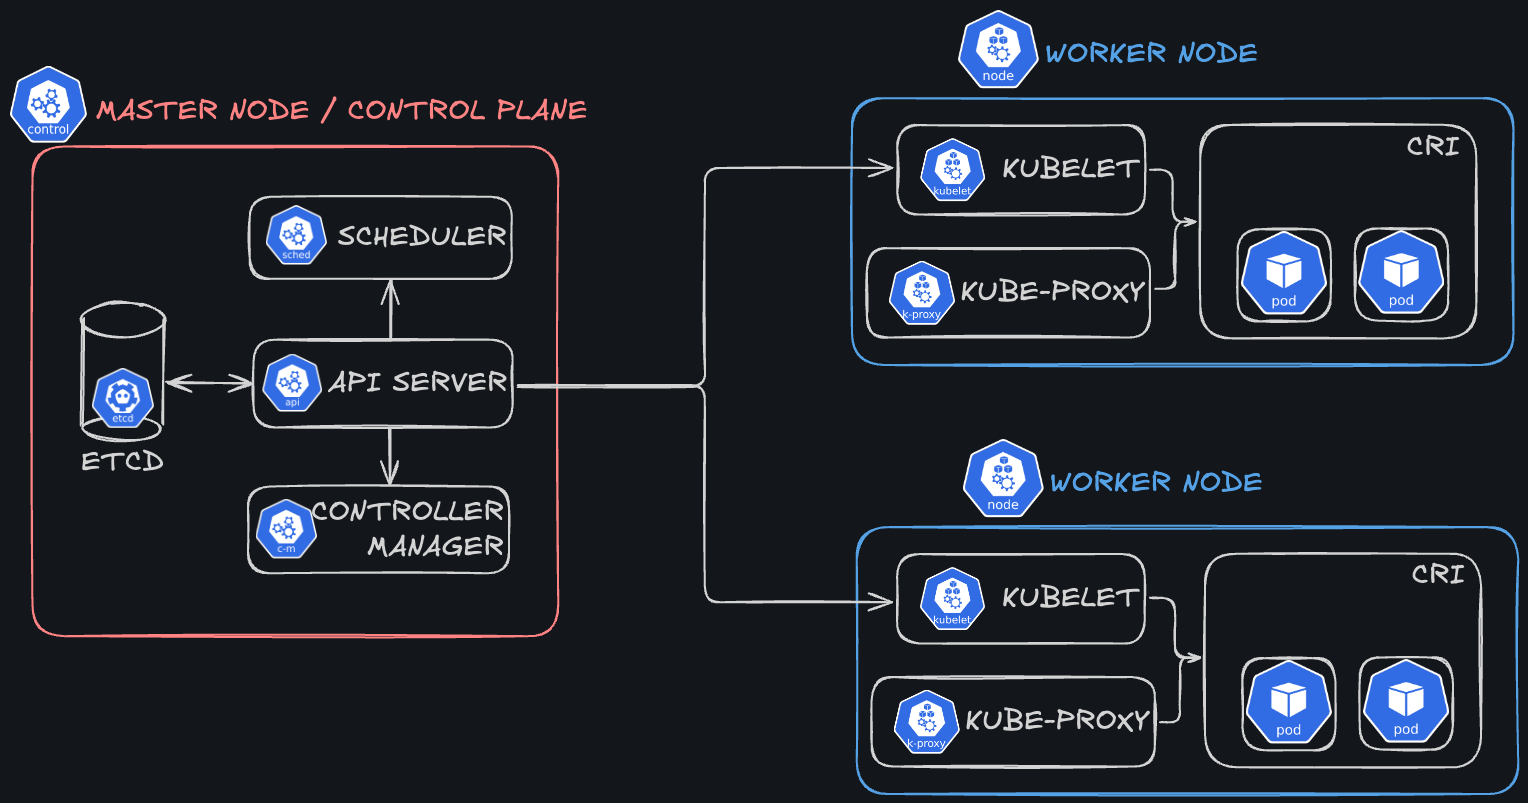 control
MASTER NODE / CONTROL PLANE
sched
SCHEDULER
etcd
ETCD
api
API SERVER
c-m
CONTROLLER
MANAGER
node
WORKER NODE
kubelet
KUBELET
k-proxy
KUBE-PROXY
CRI
pod
pod
node
WORKER NODE
kubelet
KUBELET
k-proxy
KUBE-PROXY
CRI
pod
pod